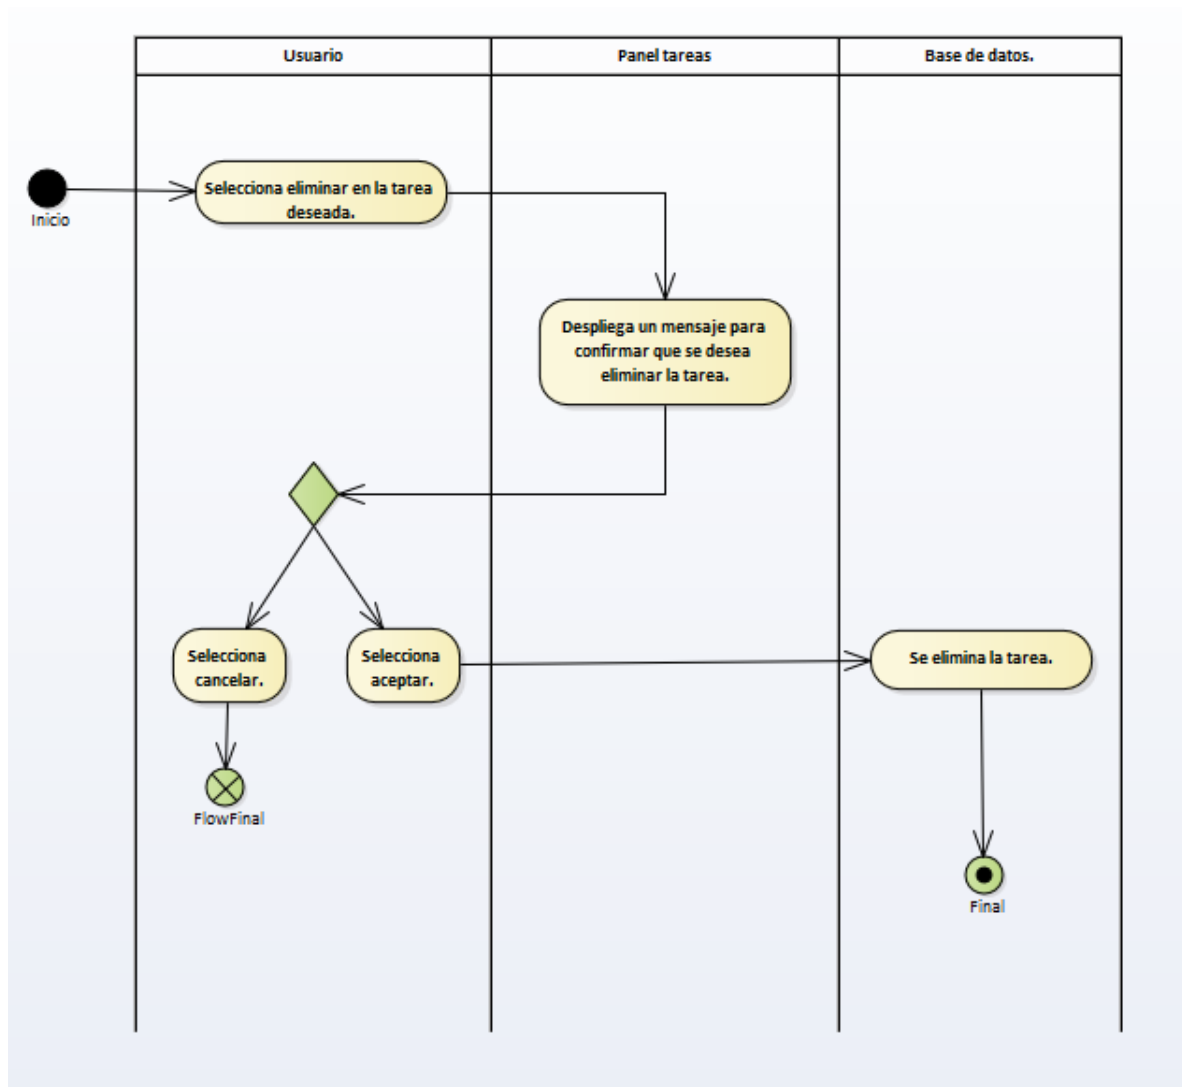 Usuario
Panel tareas
Base de datos.
Inicio
Selecciona eliminar en la tarea
deseada.
Despliega un mensaje para
confirmar que se desea
eliminar la tarea.
Selecciona
cancelar.
Selecciona
aceptar.
Se elimina la tarea.
FlowFinal
Final